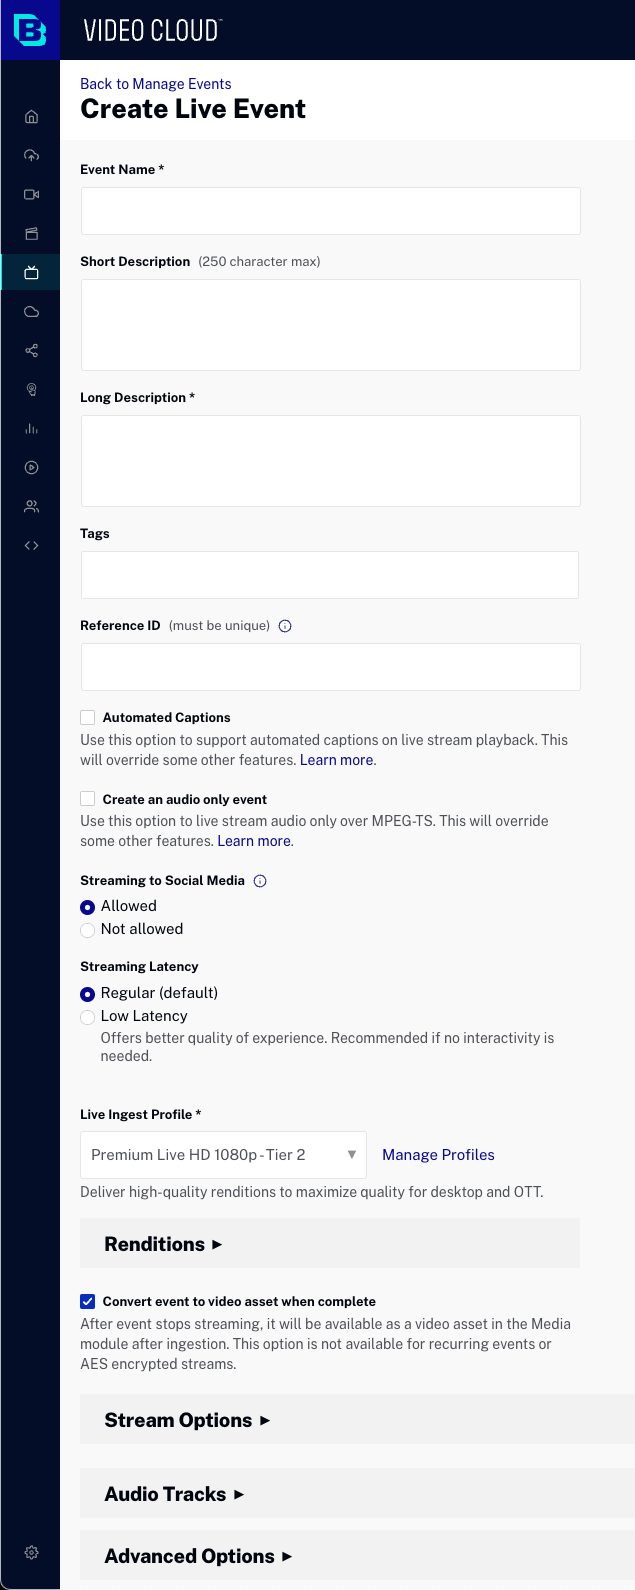 VIDEO CLOUD™
Back to Manage Events
Create Live Event
Event Name *
Short Description (250 character max)
Long Description *
Tags
Reference ID (must be unique)
Automated Captions
Use this option to support automated captions on live stream playback. This
will override some other features. Learn more.
Create an audio only event
Use this option to live stream audio only over MPEG-TS. This will override
some other features. Learn more.
Streaming to Social Media
Allowed
Not allowed
Streaming Latency
Regular (default)
Low Latency
Offers better quality of experience. Recommended if no interactivity is
needed.
Live Ingest Profile *
Premium Live HD 1080p - Tier 2 ▼ Manage Profiles
Deliver high-quality renditions to maximize quality for desktop and OTT.
Renditions ►
Convert event to video asset when complete
After event stops streaming, it will be available as a video asset in the Media
module after ingestion. This option is not available for recurring events or
AES encrypted streams.
Stream Options ►
Audio Tracks ►
Advanced Options ►